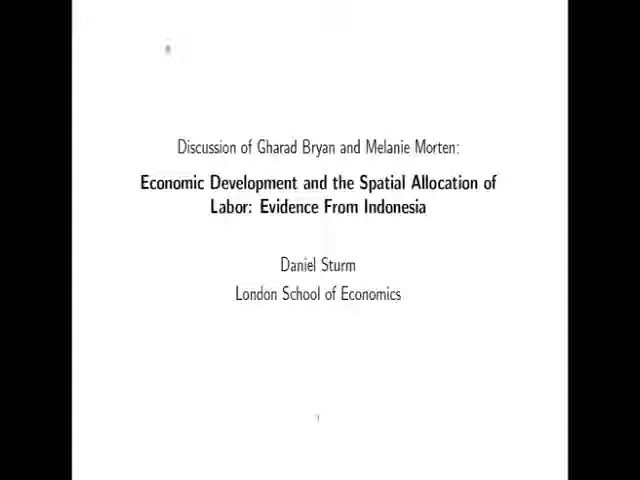 Discussion of Gharad Bryan and Melanie Morten:
Economic Development and the Spatial Allocation of
Labor: Evidence From Indonesia
Daniel Sturm
London School of Economics